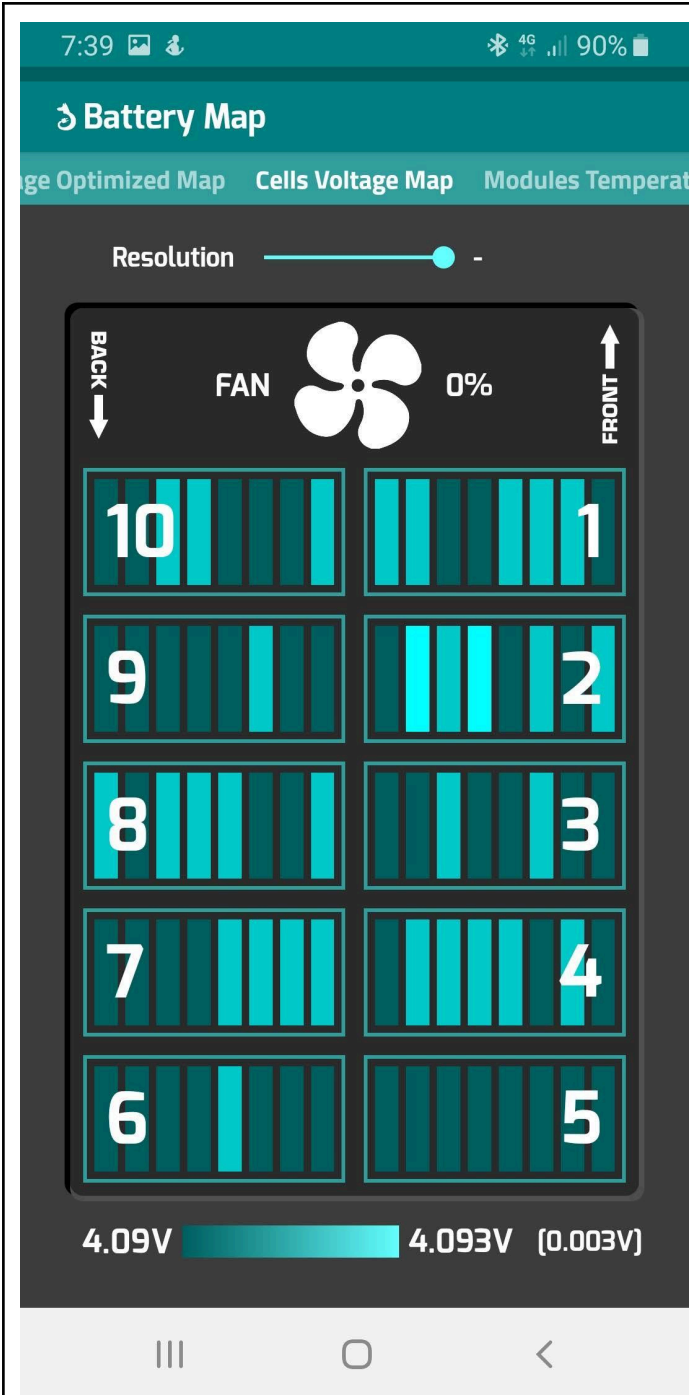 7:39 4G 90%
Battery Map
ge Optimized Map Cells Voltage Map Modules Temperat
Resolution -
BACK FAN 0% FRONT
10 1
9 2
8 3
7 4
6 5
4.09V 4.093V (0.003V)